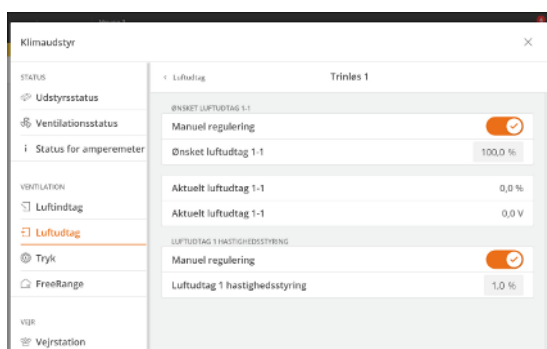 Klimaudstyr
STATUS
Udstyrsstatus
Ventilationsstatus
Status for amperemeter
VENTILATION
Luftindtag
Luftudtag
Tryk
FreeRange
VEJR
Vejrstation
Luftudtag
Trinløs 1
ØNSKET LUFTUDTAG 1-1
Manuel regulering
Ønsket luftudtag 1-1 100,0 %
Aktuelt luftudtag 1-1 0,0 %
Aktuelt luftudtag 1-1 0,0 V
LUFTUDTAG 1 HASTIGHEDSSTYRING
Manuel regulering
Luftudtag 1 hastighedsstyring 1,0 %